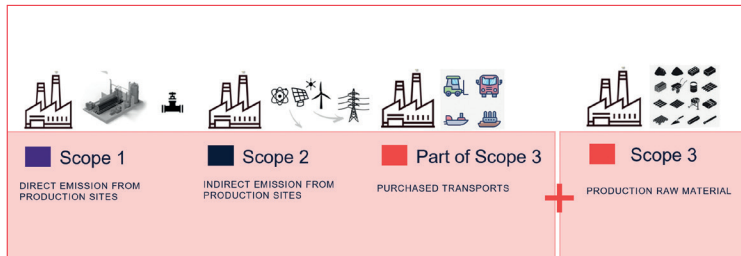 Scope 1
DIRECT EMISSION FROM
PRODUCTION SITES
Scope 2
INDIRECT EMISSION FROM
PRODUCTION SITES
Part of Scope 3
PURCHASED TRANSPORTS
+
Scope 3
PRODUCTION RAW MATERIAL